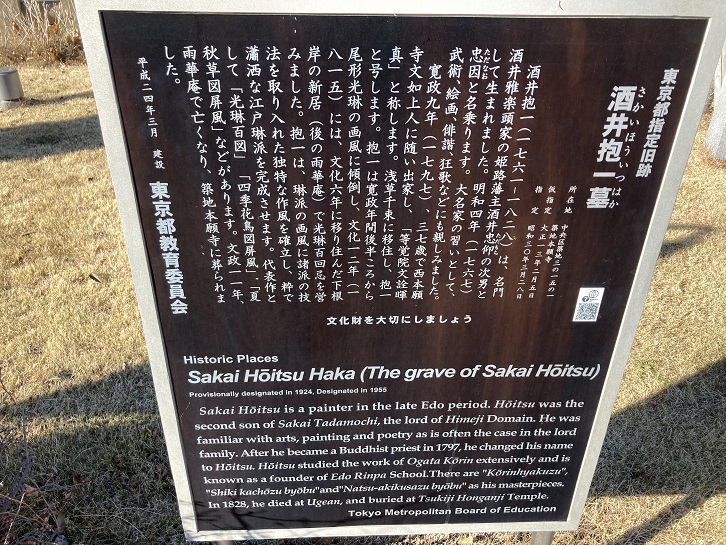 東京都指定旧跡
さかいほういつはか
酒井抱一墓
所在地 中央区築地三の一五の一
築地本願寺
仮指定 大正一三年二月五日
指定 昭和三〇年三月二八日
酒井抱一(一七六一~一八二八)は、名門
酒井雅楽頭家の姫路藩主酒井忠仰の次男と
して生まれました。明和四年(一七六七)
忠因と名乗ります。大名家の習いとして、
武術、絵画、俳諧、狂歌などにも親しみました。
寛政九年(一七九七)、三七歳で西本願
寺文如上人に随い出家し、「等覚院文詮暉
真」と称します。浅草千束に移住し、抱一
と号します。抱一は寛政年間後半ころから
尾形光琳の画風に傾倒し、文化一二年(一
八一五)には、文化六年に移り住んだ下根
岸の新居(後の雨華庵)で光琳百回忌を営
みました。抱一は、琳派の画風に諸派の技
法を取り入れた独特な作風を確立し、粋で
瀟洒な江戸琳派を完成させます。代表作と
して「光琳百図」「四季花鳥図屏風」「夏
秋草図屏風」などがあります。文政一一年、
雨華庵で亡くなり、築地本願寺に葬られま
した。
平成二四年三月 建設
東京都教育委員会
文化財を大切にしましょう
Historic Places
Sakai Hōitsu Haka (The grave of Sakai Hōitsu)
Provisionally designated in 1924, Designated in 1955
Sakai Hōitsu is a painter in the late Edo period. Hōitsu was the
second son of Sakai Tadamochi, the lord of Himeji Domain. He was
familiar with arts, painting and poetry as is often the case in the lord
family. After he became a Buddhist priest in 1797, he changed his name
to Hōitsu. Hōitsu studied the work of Ogata Kōrin extensively and is
known as a founder of Edo Rinpa School.There are "Kōrinhyakuzu",
"Shiki kachōzu byōbu"and"Natsu-akikusazu byōbu" as his masterpieces.
In 1828, he died at Ugean, and buried at Tsukiji Honganji Temple.
Tokyo Metropolitan Board of Education